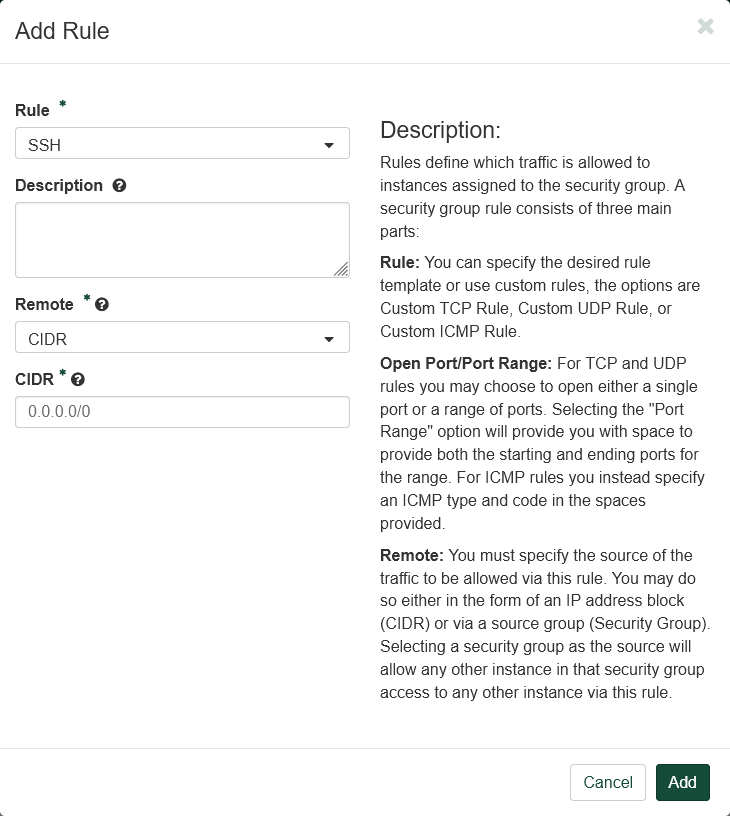 Add Rule
Rule *
SSH
Description
Remote *
CIDR
CIDR *
0.0.0.0/0
Description:
Rules define which traffic is allowed to
instances assigned to the security group. A
security group rule consists of three main
parts:
Rule: You can specify the desired rule
template or use custom rules, the options are
Custom TCP Rule, Custom UDP Rule, or
Custom ICMP Rule.
Open Port/Port Range: For TCP and UDP
rules you may choose to open either a single
port or a range of ports. Selecting the "Port
Range" option will provide you with space to
provide both the starting and ending ports for
the range. For ICMP rules you instead specify
an ICMP type and code in the spaces
provided.
Remote: You must specify the source of the
traffic to be allowed via this rule. You may do
so either in the form of an IP address block
(CIDR) or via a source group (Security Group).
Selecting a security group as the source will
allow any other instance in that security group
access to any other instance via this rule.
Cancel
Add